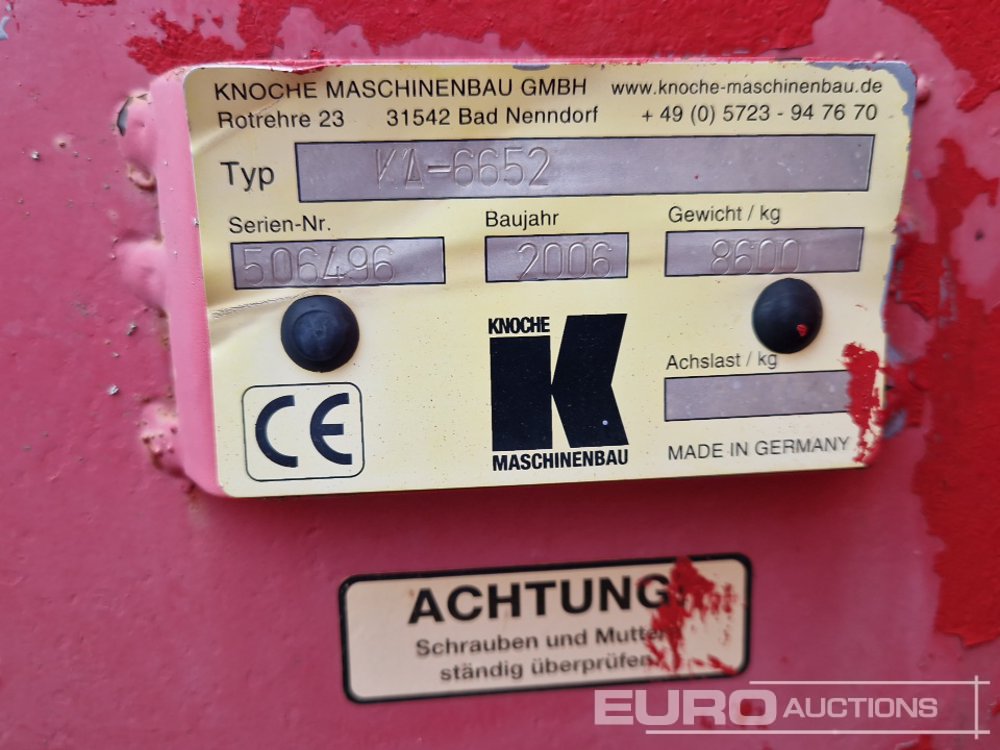 KNOCHE MASCHINENBAU GMBH www.knoche-maschinenbau.de
Rotrehre 23 31542 Bad Nenndorf + 49 (0) 5723 - 94 76 70
Typ KA-6652
Serien-Nr. Baujahr Gewicht / kg
506496 2006 8600
KNOCHE
K
MASCHINENBAU
Achslast / kg
CE
MADE IN GERMANY
ACHTUNG!
Schrauben und Muttern
ständig überprüfen
EURO AUCTIONS